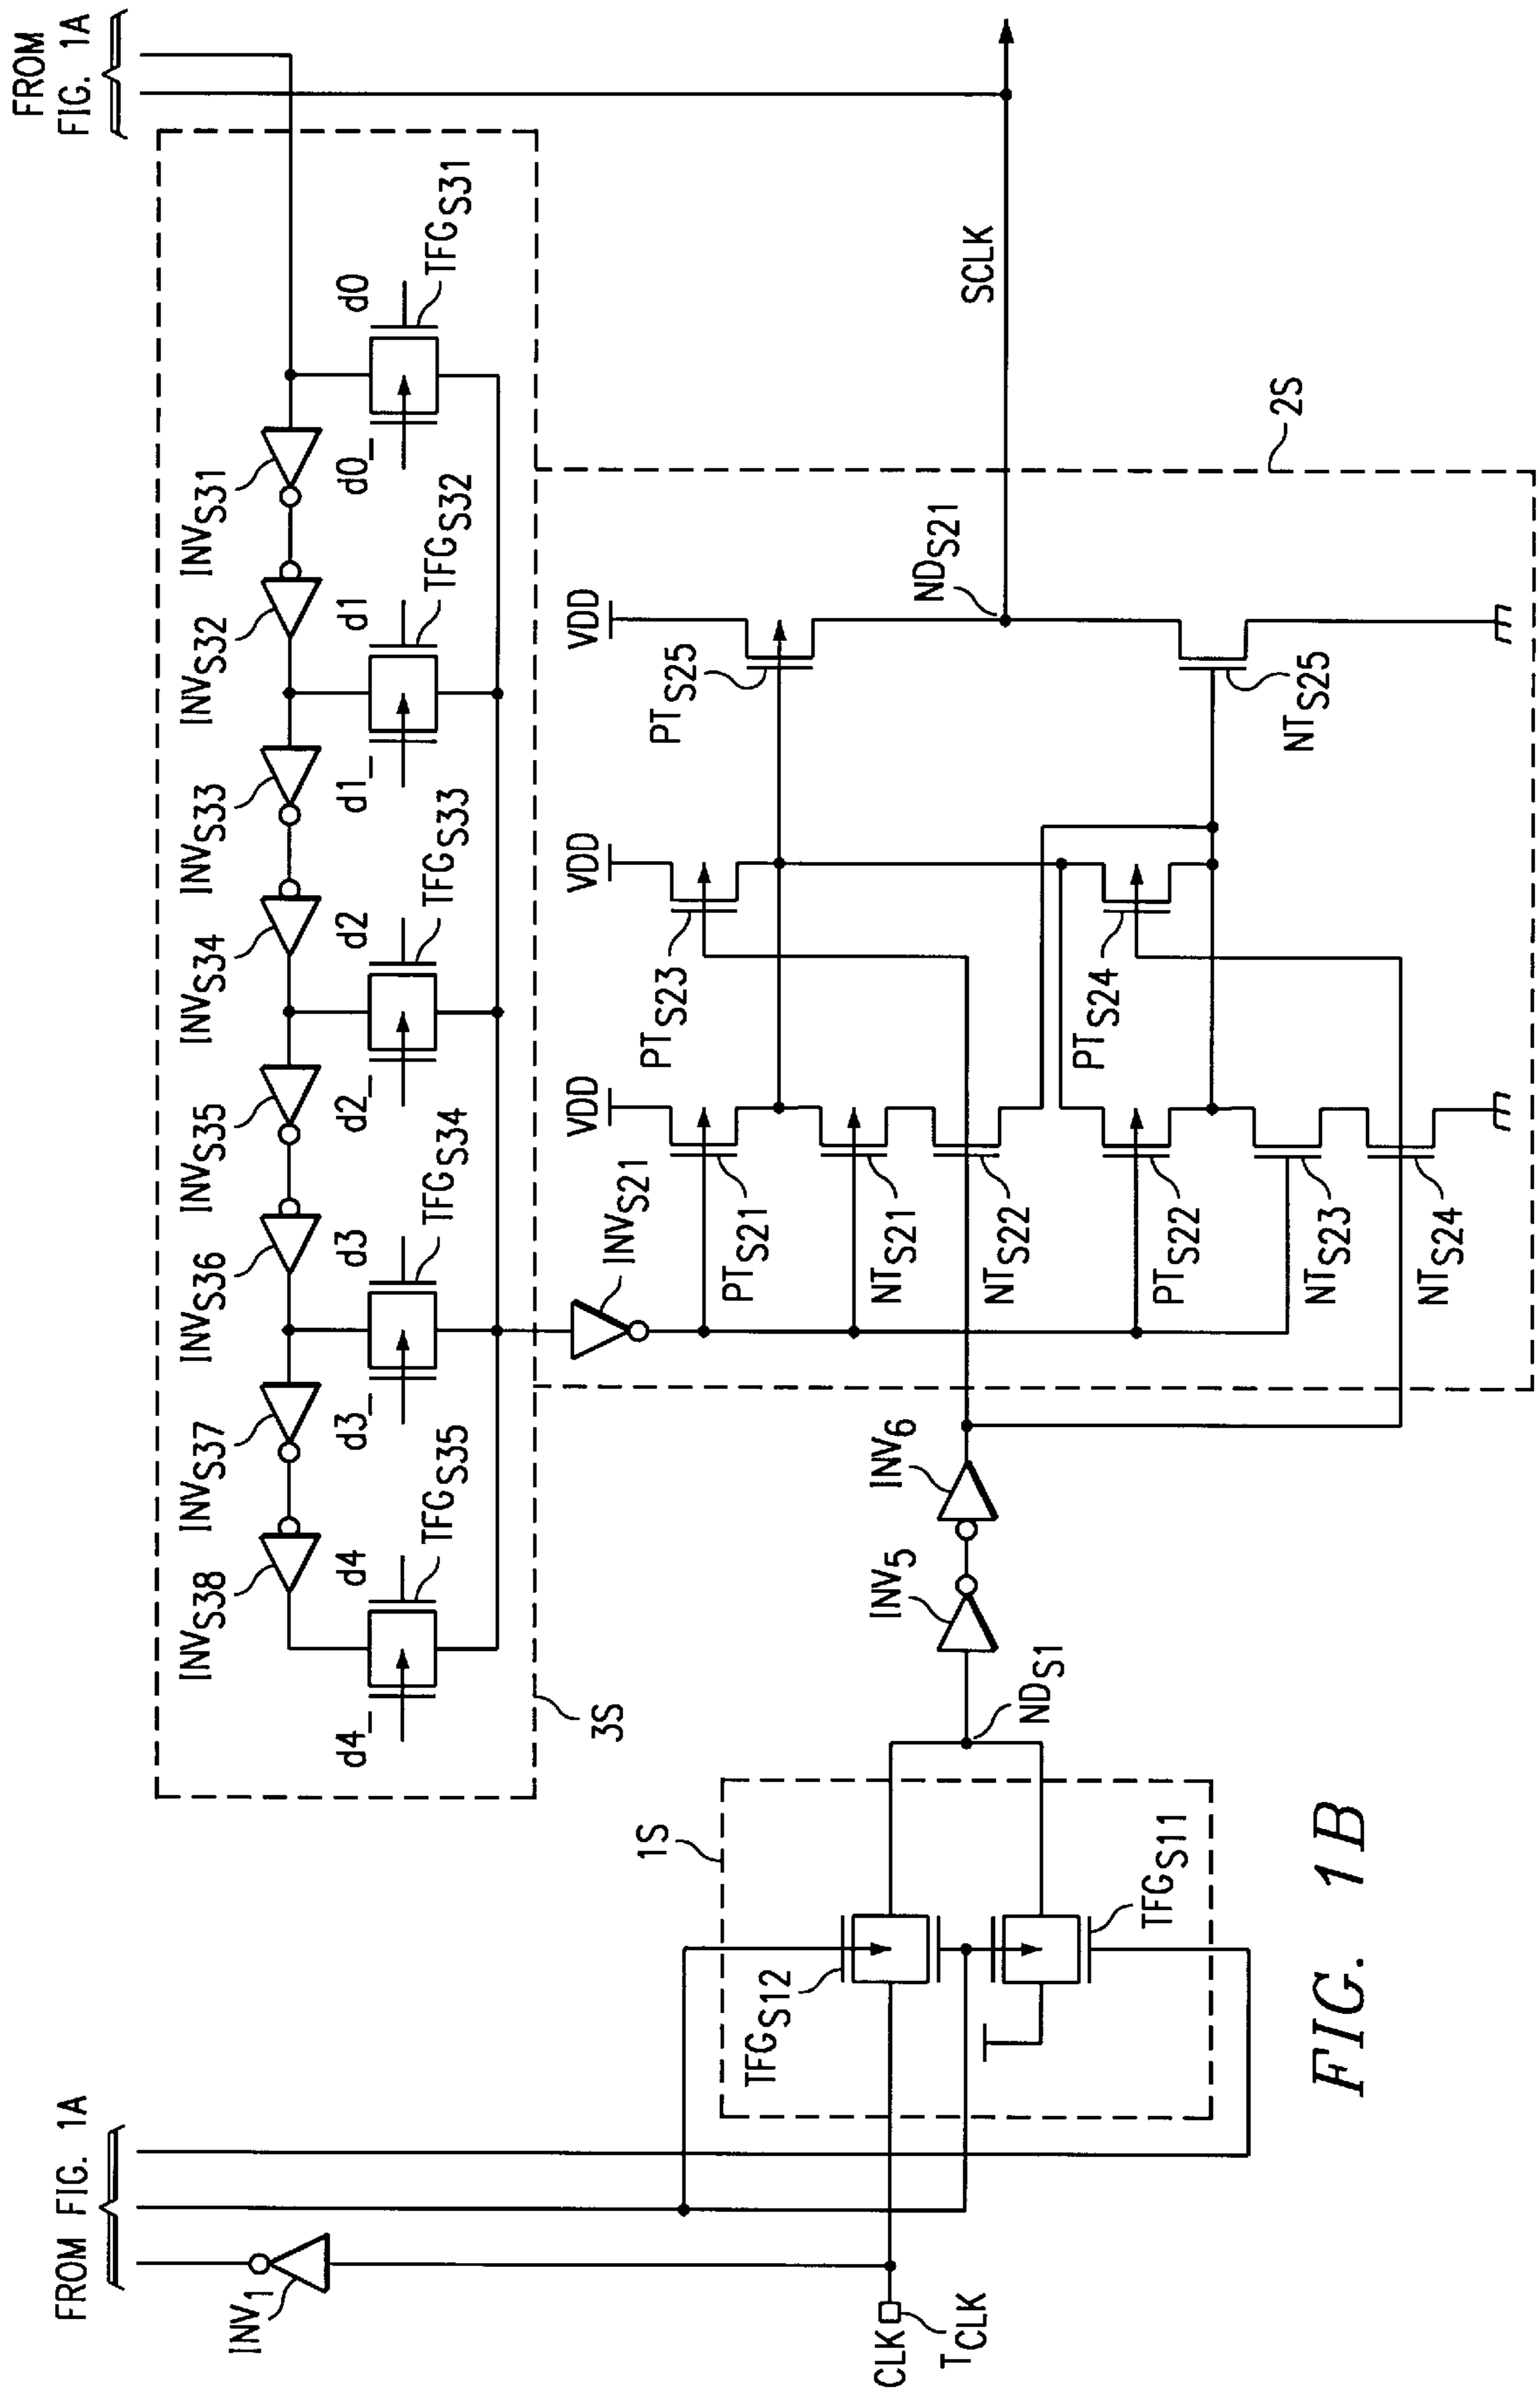 FROM
FIG. 1A
FROM FIG. 1A
INV1
CLK
TCLK
3S
INVS38
INVS37
INVS36
INVS35
INVS34
INVS33
INVS32
INVS31
d4_
d4
TFGS35
d3_
d3
TFGS34
d2_
d2
TFGS33
d1_
d1
TFGS32
d0_
d0
TFGS31
1S
TFGS12
TFGS11
NDS1
INV5
INV6
INVS21
2S
VDD
VDD
VDD
PTS21
PTS23
PTS25
NTS21
NTS22
PTS22
PTS24
NTS23
NTS24
NTS25
NDS21
SCLK
FIG. 1B